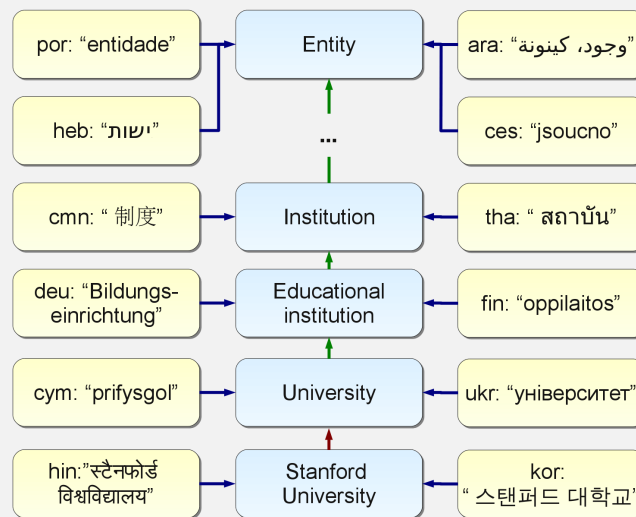 por: “entidade”
Entity
ara: “وجود، كينونة”
heb: “ישות”
...
ces: “jsoucno”
cmn: “ 制度”
Institution
tha: “ สถาบัน”
deu: “Bildungs-
einrichtung”
Educational
institution
fin: “oppilaitos”
cym: “prifysgol”
University
ukr: “університет”
hin:”स्टैनफोर्ड
विश्वविद्यालय”
Stanford
University
kor:
“ 스탠퍼드 대학교”